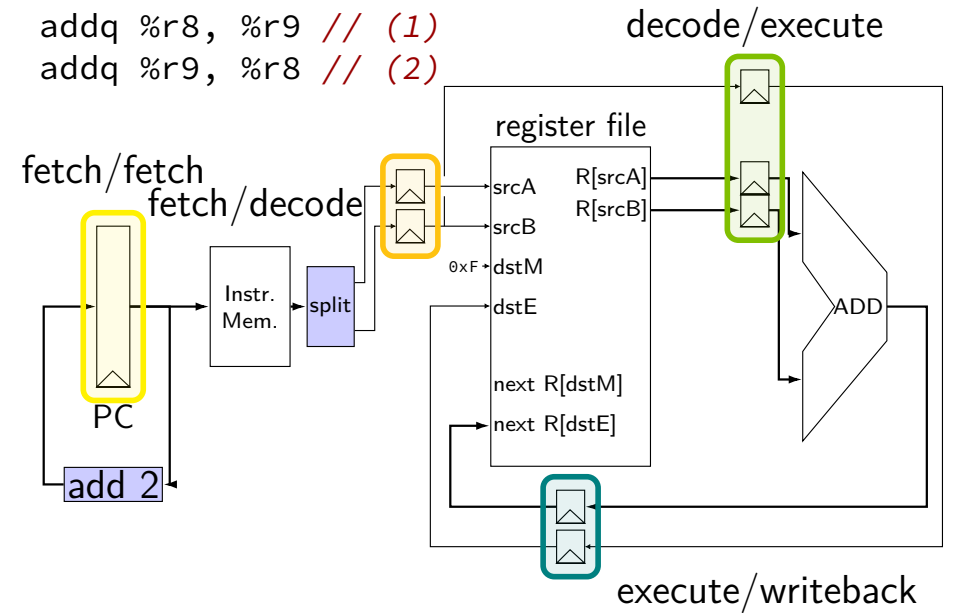 addq %r8, %r9 // (1)
addq %r9, %r8 // (2)
decode/execute
register file
fetch/fetch
fetch/decode
srcA
R[srcA]
srcB
R[srcB]
0xF
dstM
Instr.
Mem.
split
dstE
ADD
next R[dstM]
PC
next R[dstE]
add 2
execute/writeback